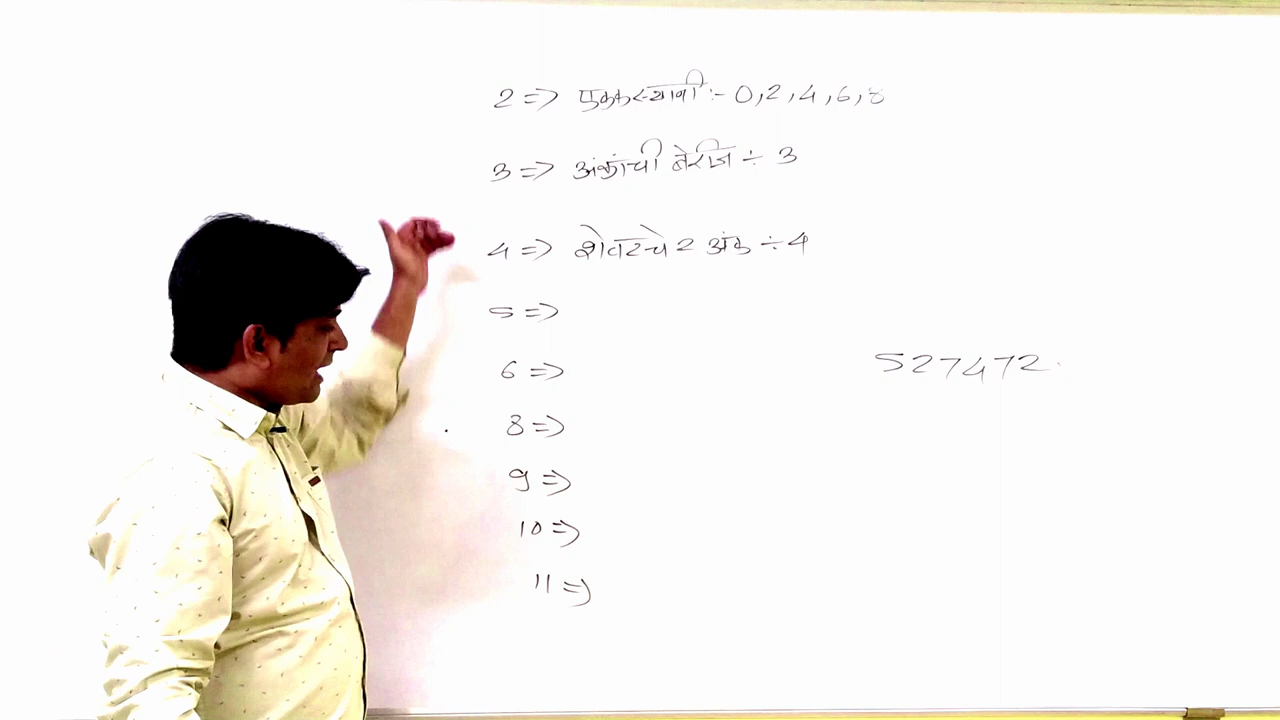 2 => एककस्थानी :- 0, 2, 4, 6, 8
3 => अंकांची बेरीज ÷ 3
4 => शेवटचे 2 अंक ÷ 4
5 =>
6 =>
527472
8 =>
9 =>
10 =>
11 =>